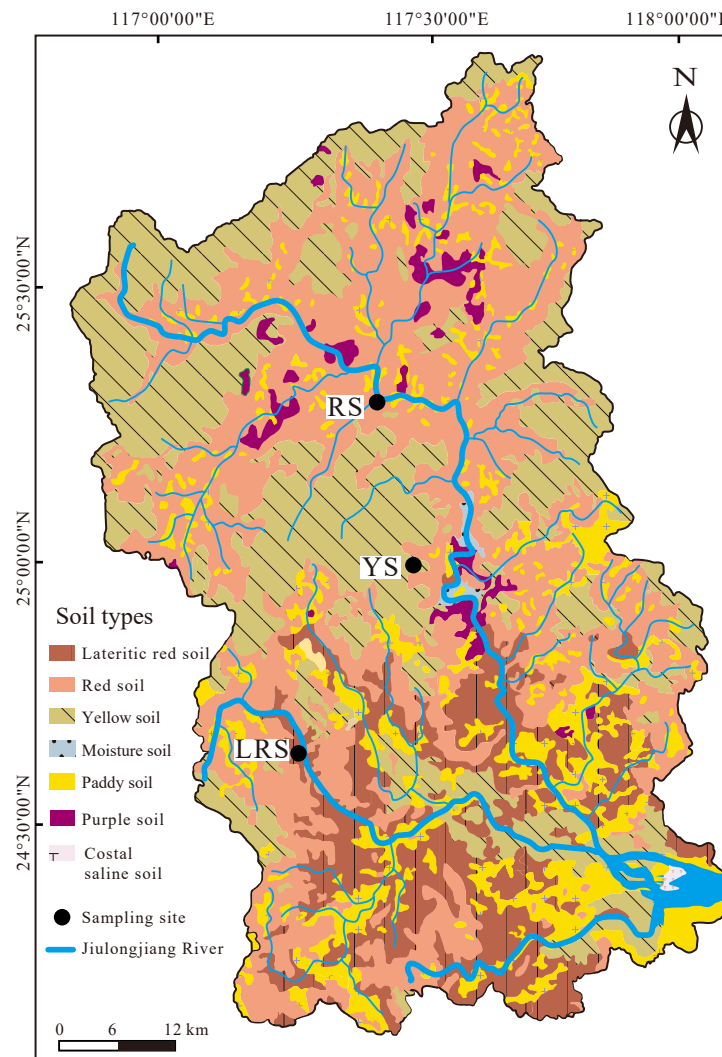 117°00'00"E 117°30'00"E 118°00'00"E
N
25°30'00"N
RS
25°00'00"N
YS
Soil types
Lateritic red soil
Red soil
Yellow soil
Moisture soil
Paddy soil
Purple soil
Costal
saline soil
LRS
24°30'00"N
Sampling site
Jiulongjiang River
0 6 12 km